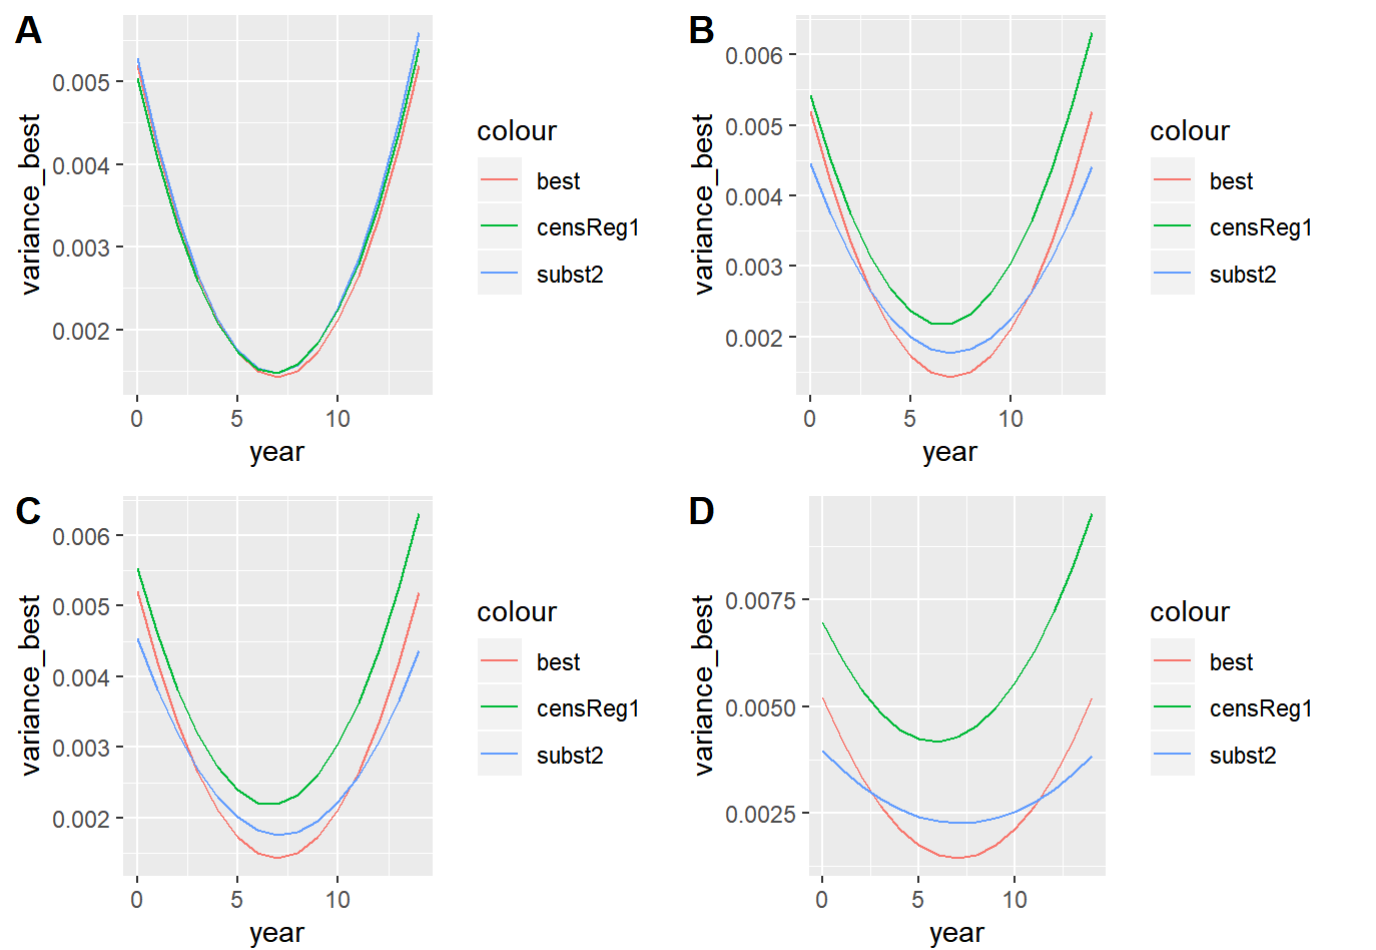 A
variance_best
0.005
0.004
0.003
0.002
0
5
10
year
colour
best
censReg1
subst2
B
variance_best
0.006
0.005
0.004
0.003
0.002
0
5
10
year
colour
best
censReg1
subst2
C
variance_best
0.006
0.005
0.004
0.003
0.002
0
5
10
year
colour
best
censReg1
subst2
D
variance_best
0.0075
0.0050
0.0025
0
5
10
year
colour
best
censReg1
subst2